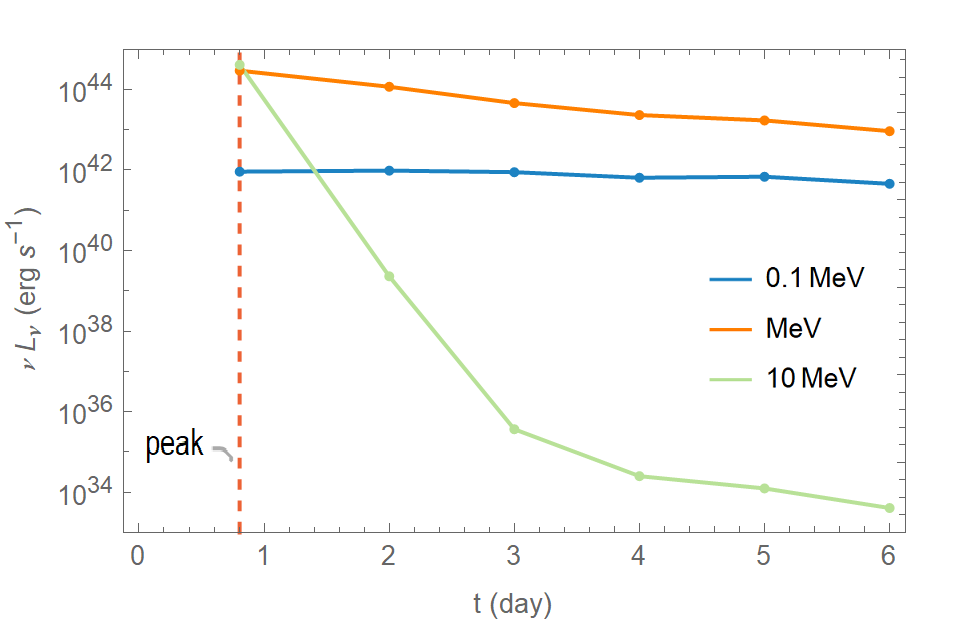 10^44
10^42
10^40
10^38
10^36
10^34
ν L_ν (erg s^−1)
0.1 MeV
MeV
10 MeV
peak
0 1 2 3 4 5 6
t (day)